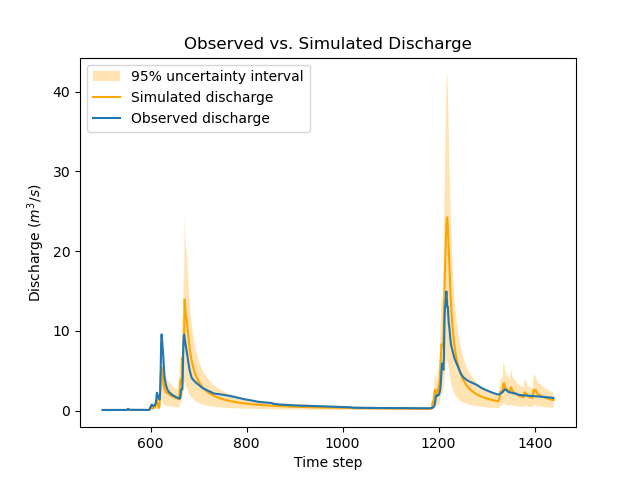 Observed vs. Simulated Discharge
95% uncertainty interval
Simulated discharge
Observed discharge
Discharge (m³/s)
40
30
20
10
0
600
800
1000
1200
1400
Time step